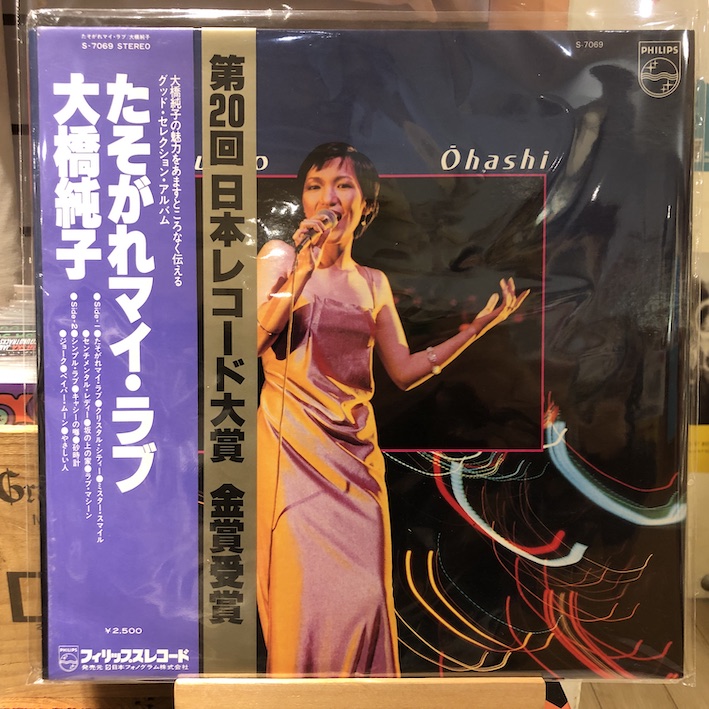 たそがれマイ・ラブ/大橋純子
S-7069 STEREO
大橋純子の魅力をあますところなく伝える
グッド・セレクション・アルバム
たそがれマイ・ラブ
大橋純子
●Side・1●たそがれマイ・ラブ●クリスタル・シティー●ミスター・スマイル
●センチメンタル・レディー●坂の上の家●ラブ・マシーン
●Side・2●シンプル・ラブ●キャシーの噂●砂時計
●ジョーク●ペイパー・ムーン●やさしい人
¥2,500
PHILIPS
フィリップスレコード
発売元 日本フォノグラム株式会社
第20回 日本レコード大賞 金賞受賞
S-7069
PHILIPS
Ōhashi